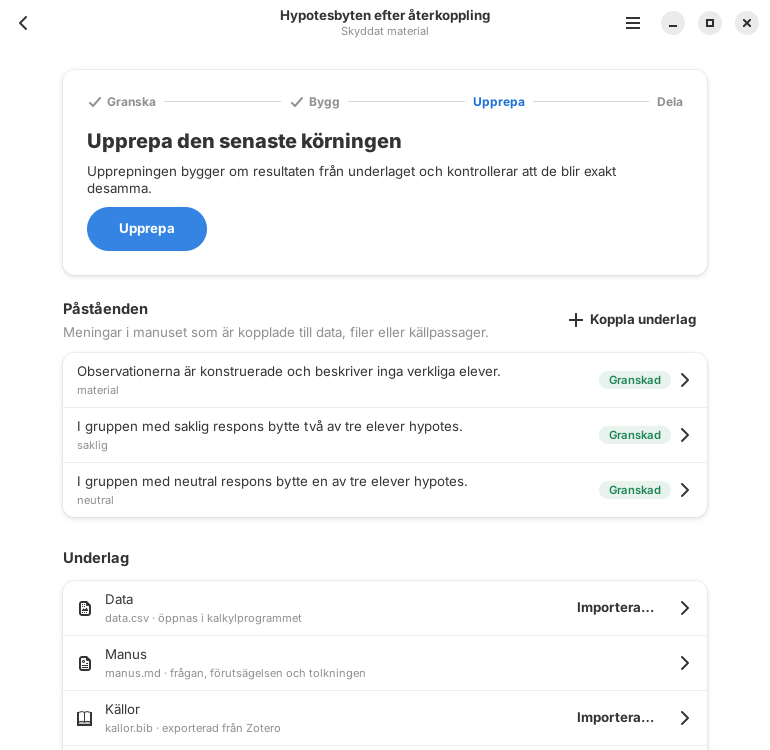 Hypotesbyten efter återkoppling
Skyddat material
Granska
Bygg
Upprepa
Dela
Upprepa den senaste körningen
Upprepningen bygger om resultaten från underlaget och kontrollerar att de blir exakt
desamma.
Upprepa
Påståenden
Meningar i manuset som är kopplade till data, filer eller källpassager.
Koppla underlag
Observationerna är konstruerade och beskriver inga verkliga elever.
material
Granskad
I gruppen med saklig respons bytte två av tre elever hypotes.
saklig
Granskad
I gruppen med neutral respons bytte en av tre elever hypotes.
neutral
Granskad
Underlag
Data
data.csv · öppnas i kalkylprogrammet
Importera...
Manus
manus.md · frågan, förutsägelsen och tolkningen
Källor
kallor.bib · exporterad från Zotero
Importera...